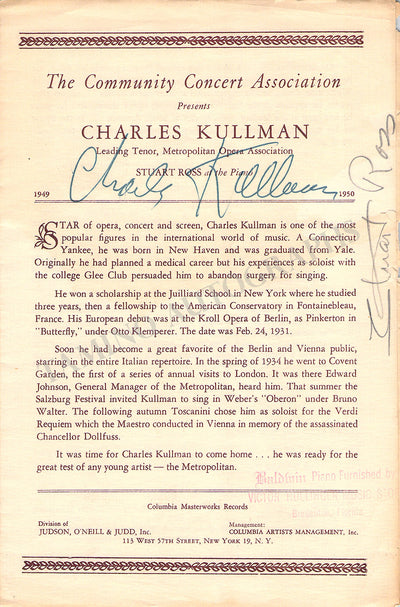 The Community Concert Association
Presents
CHARLES KULLMAN
Leading Tenor, Metropolitan Opera Association
STUART ROSS at the Piano
Charles Kullman
1949 1950
STAR of opera, concert and screen, Charles Kullman is one of the most
popular figures in the international world of music. A Connecticut
Yankee, he was born in New Haven and was graduated from Yale.
Originally he had planned a medical career but his experiences as soloist with
the college Glee Club persuaded him to abandon surgery for singing.
He won a scholarship at the Juilliard School in New York where he studied
three years, then a fellowship to the American Conservatory in Fontainebleau,
France. His European debut was at the Kroll Opera of Berlin, as Pinkerton in
"Butterfly," under Otto Klemperer. The date was Feb. 24, 1931.
Soon he had become a great favorite of the Berlin and Vienna public,
starring in the entire Italian repertoire. In the spring of 1934 he went to Covent
Garden, the first of a series of annual visits to London. It was there Edward
Johnson, General Manager of the Metropolitan, heard him. That summer the
Salzburg Festival invited Kullman to sing in Weber's "Oberon" under Bruno
Walter. The following autumn Toscanini chose him as soloist for the Verdi
Requiem which the Maestro conducted in Vienna in memory of the assassinated
Chancellor Dollfuss.
It was time for Charles Kullman to come home . . . he was ready for the
great test of any young artist — the Metropolitan.
Stuart Ross
Baldwin Piano Furnished by
Columbia Masterworks Records
Division of
JUDSON, O'NEILL & JUDD, Inc.
Management:
COLUMBIA ARTISTS MANAGEMENT, Inc.
113 WEST 57TH STREET, NEW YORK 19, N. Y.